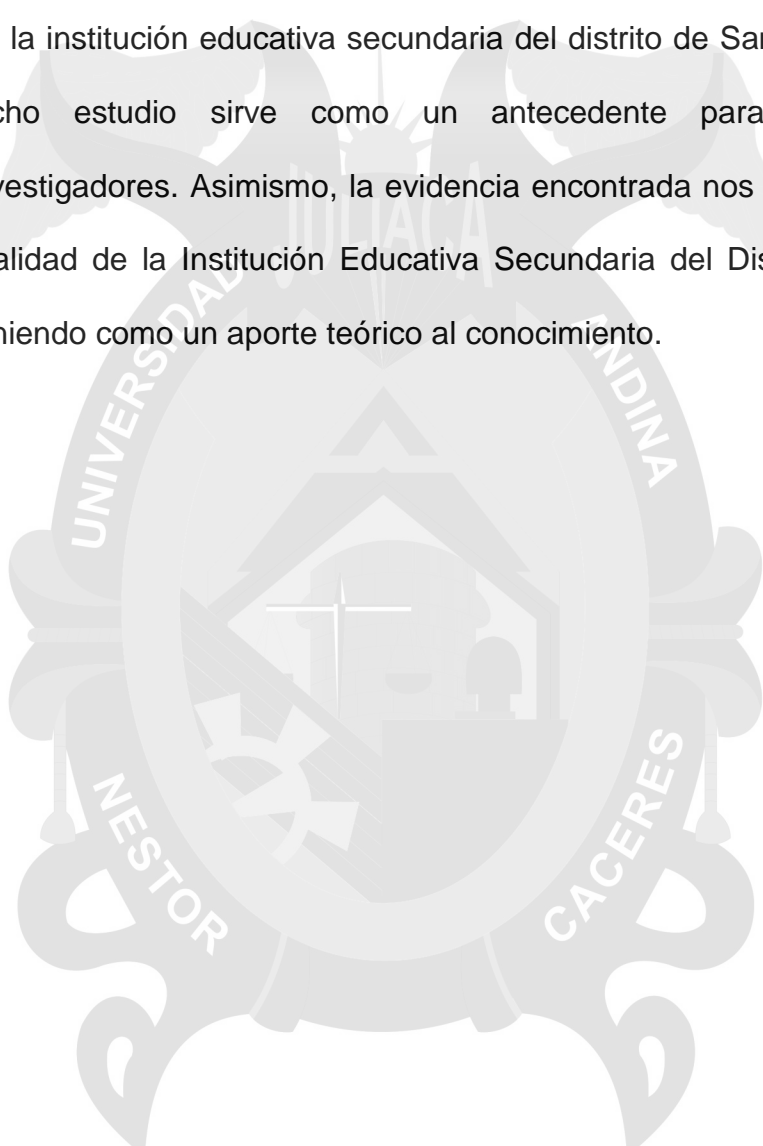 la institución educativa secundaria del distrito de Sar
cho estudio sirve como un antecedente para
vestigadores. Asimismo, la evidencia encontrada nos
alidad de la Institución Educativa Secundaria del Dis
niendo como un aporte teórico al conocimiento.
JULIACA
UNIVERSIDAD
ANDINA
NESTOR
CACERES